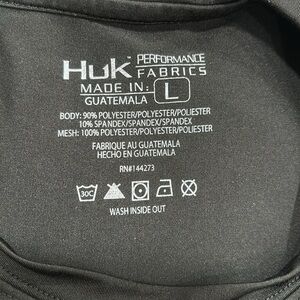 Huk PERFORMANCE FABRICS
MADE IN: L
GUATEMALA
BODY: 90% POLYESTER/POLYESTER/POLIESTER
10% SPANDEX/SPANDEX/SPANDEX
MESH: 100% POLYESTER/POLYESTER/POLIESTER
FABRIQUE AU GUATEMALA
HECHO EN GUATEMALA
RN#144273
30C
WASH INSIDE OUT